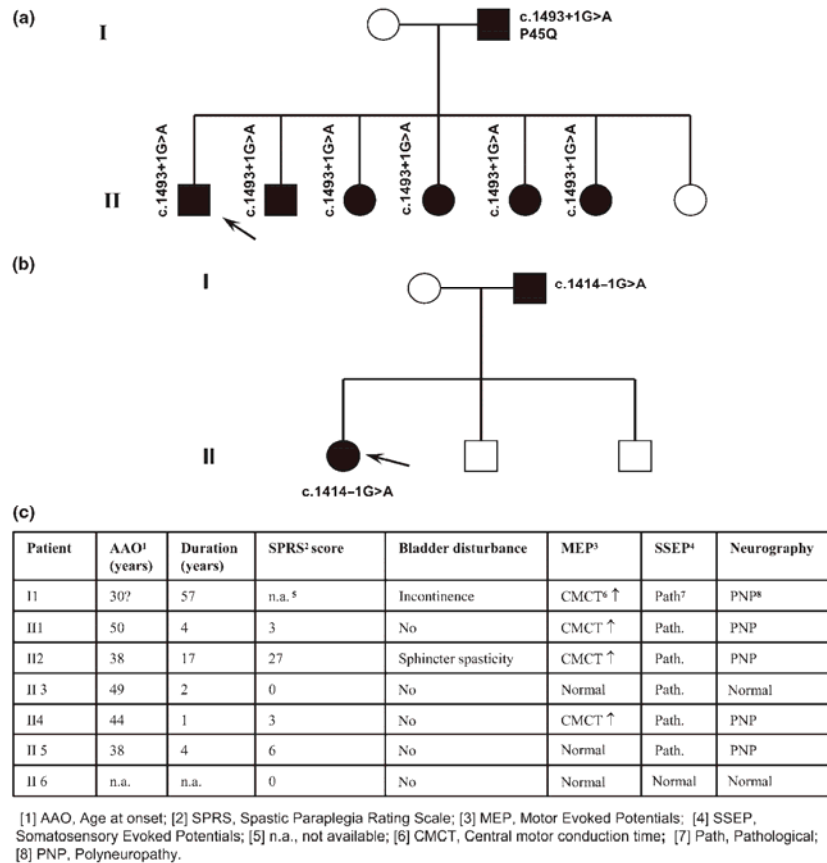 (a)
I
c.1493+1G>A
P45Q
c.1493+1G>A
c.1493+1G>A
c.1493+1G>A
c.1493+1G>A
c.1493+1G>A
c.1493+1G>A
II
(b)
I
c.1414–1G>A
II
c.1414–1G>A
(c)
Patient AAO1 (years) Duration (years) SPRS2 score Bladder disturbance MEP3 SSEP4 Neurography
I1 30? 57 n.a. 5 Incontinence CMCT6 ↑ Path7 PNP8
II1 50 4 3 No CMCT ↑ Path. PNP
II2 38 17 27 Sphincter spasticity CMCT ↑ Path. PNP
II 3 49 2 0 No Normal Path. Normal
II4 44 1 3 No CMCT ↑ Path. PNP
II 5 38 4 6 No Normal Path. PNP
II 6 n.a. n.a. 0 No Normal Normal Normal
[1] AAO, Age at onset; [2] SPRS, Spastic Paraplegia Rating Scale; [3] MEP, Motor Evoked Potentials; [4] SSEP,
Somatosensory Evoked Potentials; [5] n.a., not available; [6] CMCT, Central motor conduction time; [7] Path, Pathological;
[8] PNP, Polyneuropathy.